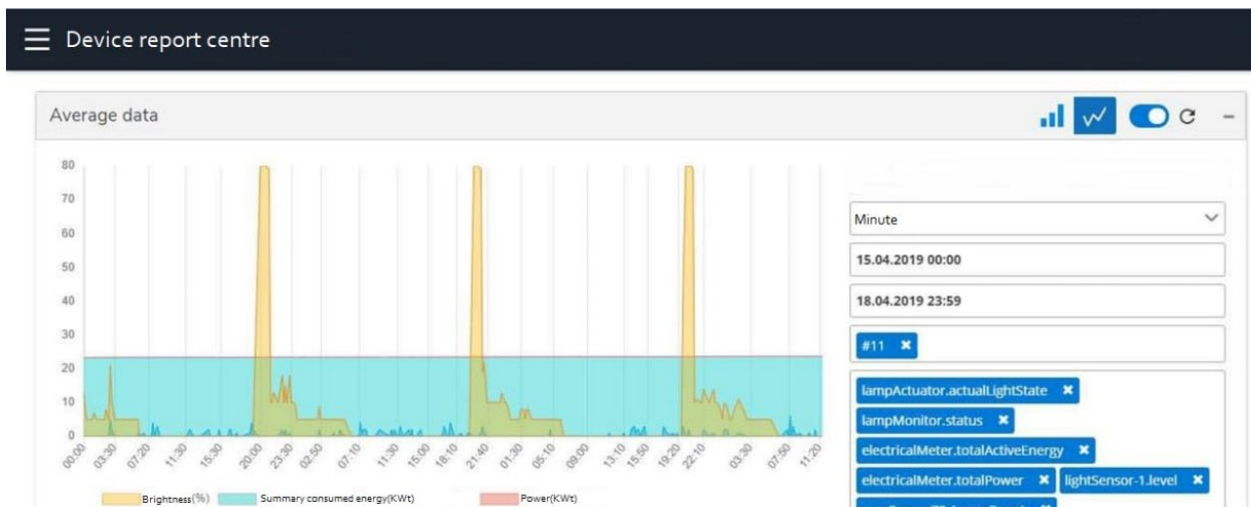 Device report centre
Average data
80
70
60
50
40
30
20
10
0
00:00 03:30 07:20 11:30 15:30 20:00 23:30 02:50 07:10 11:30 15:00 18:10 21:40 01:30 05:10 09:00 13:10 15:50 19:20 22:10 03:30 07:50 11:20
Brightness(%) Summary consumed energy(KWt) Power(KWt)
Minute
15.04.2019 00:00
18.04.2019 23:59
#11 ×
lampActuator.actualLightState ×
lampMonitor.status ×
electricalMeter.totalActiveEnergy ×
electricalMeter.totalPower × lightSensor-1.level ×